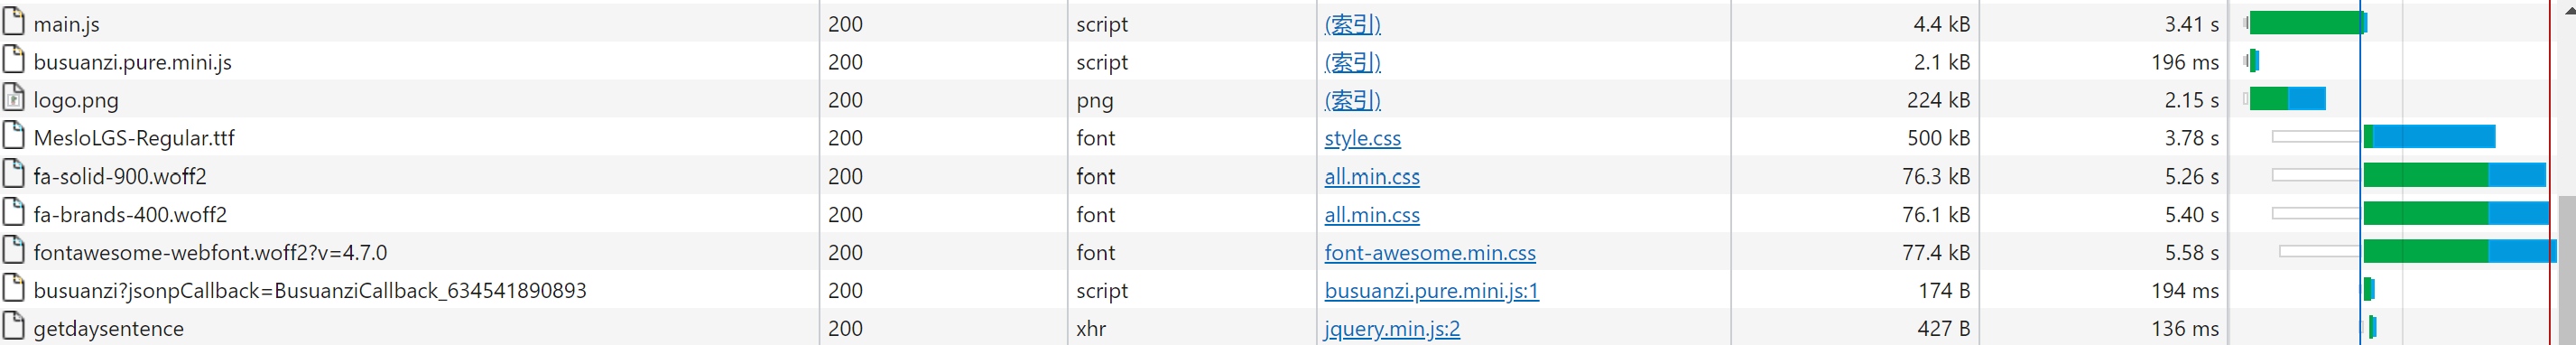 main.js 200 script (索引) 4.4 kB 3.41 s
busuanzi.pure.mini.js 200 script (索引) 2.1 kB 196 ms
logo.png 200 png (索引) 224 kB 2.15 s
MesloLGS-Regular.ttf 200 font style.css 500 kB 3.78 s
fa-solid-900.woff2 200 font all.min.css 76.3 kB 5.26 s
fa-brands-400.woff2 200 font all.min.css 76.1 kB 5.40 s
fontawesome-webfont.woff2?v=4.7.0 200 font font-awesome.min.css 77.4 kB 5.58 s
busuanzi?jsonpCallback=BusuanziCallback_634541890893 200 script busuanzi.pure.mini.js:1 174 B 194 ms
getdaysentence 200 xhr jquery.min.js:2 427 B 136 ms